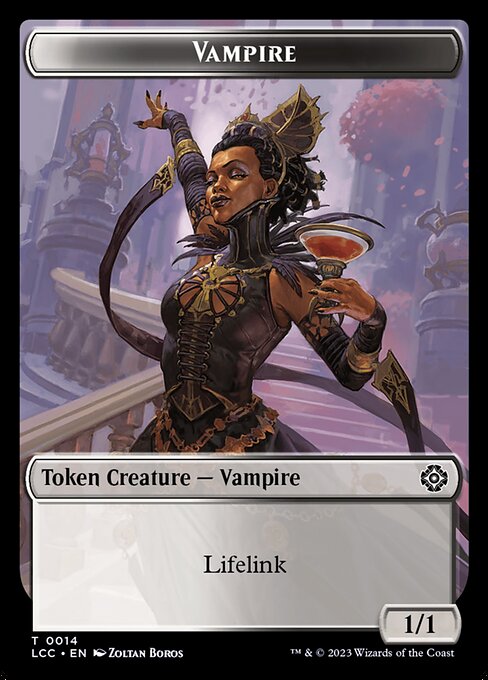 Vampire
Token Creature — Vampire
Lifelink
1/1
T 0014
LCC • EN Zoltan Boros
™ & © 2023 Wizards of the Coast